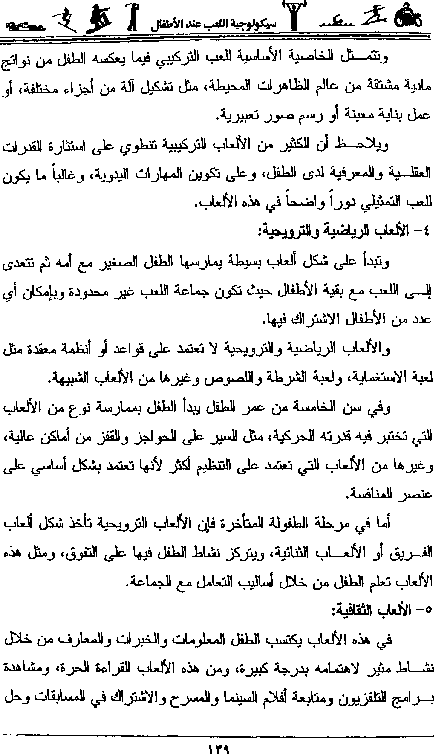 سيكولوجية اللعب عند الأطفال
وتتمثل الخاصية الأساسية للعب التركيبي فيما يعكسه الطفل من نواتج
مادية مشتقة من عالم الظاهرات المحيطة، مثل تشكيل آلة من أجزاء مختلفة، أو
عمل بناية معينة أو رسم صور تعبيرية.
ويلاحظ أن الكثير من الألعاب التركيبية تنطوي على استثارة للقدرات
العقلية والمعرفية لدى الطفل، وعلى تكوين المهارات اليدوية، وغالباً ما يكون
للعب التمثيلي دوراً واضحاً في هذه الألعاب.
٤- الألعاب الرياضية والترويحية:
وتبدأ على شكل ألعاب بسيطة يمارسها الطفل الصغير مع أمه ثم تتعدى
إلى اللعب مع بقية الأطفال حيث تكون جماعة اللعب غير محدودة وبإمكان أي
عدد من الأطفال الاشتراك فيها.
والألعاب الرياضية والترويحية لا تعتمد على قواعد أو أنظمة معقدة مثل
لعبة الاستغماية، ولعبة الشرطة واللصوص وغيرها من الألعاب الشبيهة.
وفي سن الخامسة من عمر الطفل يبدأ الطفل بممارسة نوع من الألعاب
التي تختبر فيه قدرته الحركية، مثل السير على الحواجز والقفز من أماكن عالية،
وغيرها من الألعاب التي تعتمد على التنظيم أكثر لأنها تعتمد بشكل أساسي على
عنصر المنافسة.
أما في مرحلة الطفولة المتأخرة فإن الألعاب الترويحية تأخذ شكل ألعاب
الفريق أو الألعاب الثنائية، ويتركز نشاط الطفل فيها على التفوق، ومثل هذه
الألعاب تعلم الطفل من خلال أساليب التعامل مع الجماعة.
٥- الألعاب الثقافية:
في هذه الألعاب يكتسب الطفل المعلومات والخبرات والمعارف من خلال
نشاط مثير لاهتمامه بدرجة كبيرة، ومن هذه الألعاب القراءة الحرة، ومشاهدة
برامج التلفزيون ومتابعة أفلام السينما والمسرح والاشتراك في المسابقات وحل
١٣٩